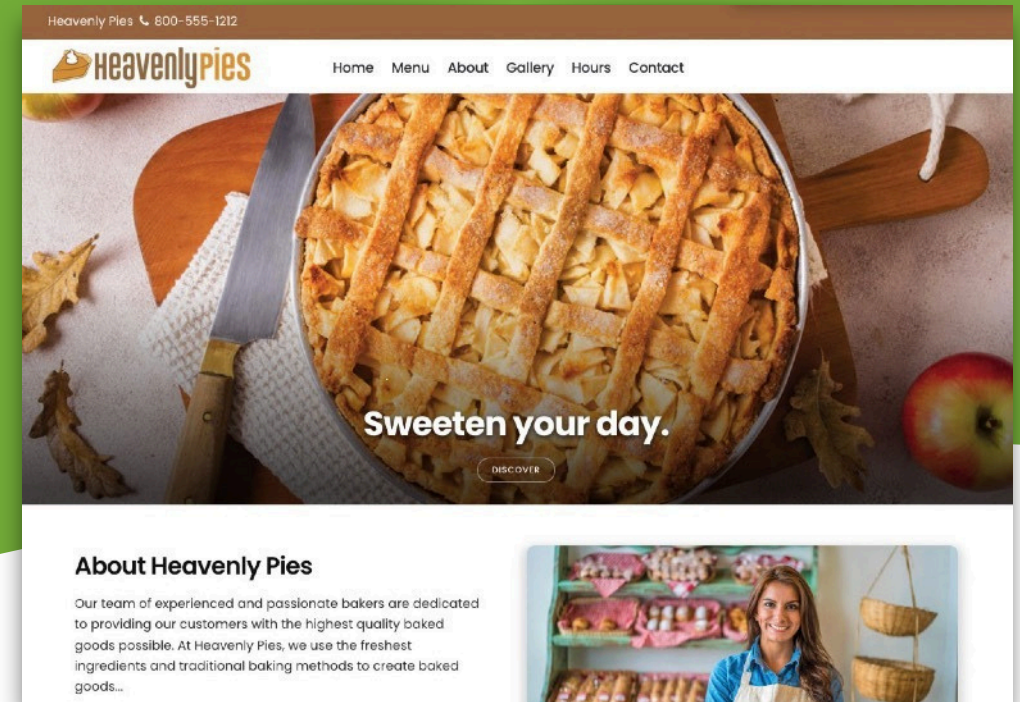 Heavenly Pies 800-555-1212
Heavenlypies
Home Menu About Gallery Hours Contact
Sweeten your day.
DISCOVER
About Heavenly Pies
Our team of experienced and passionate bakers are dedicated
to providing our customers with the highest quality baked
goods possible. At Heavenly Pies, we use the freshest
ingredients and traditional baking methods to create baked
goods...